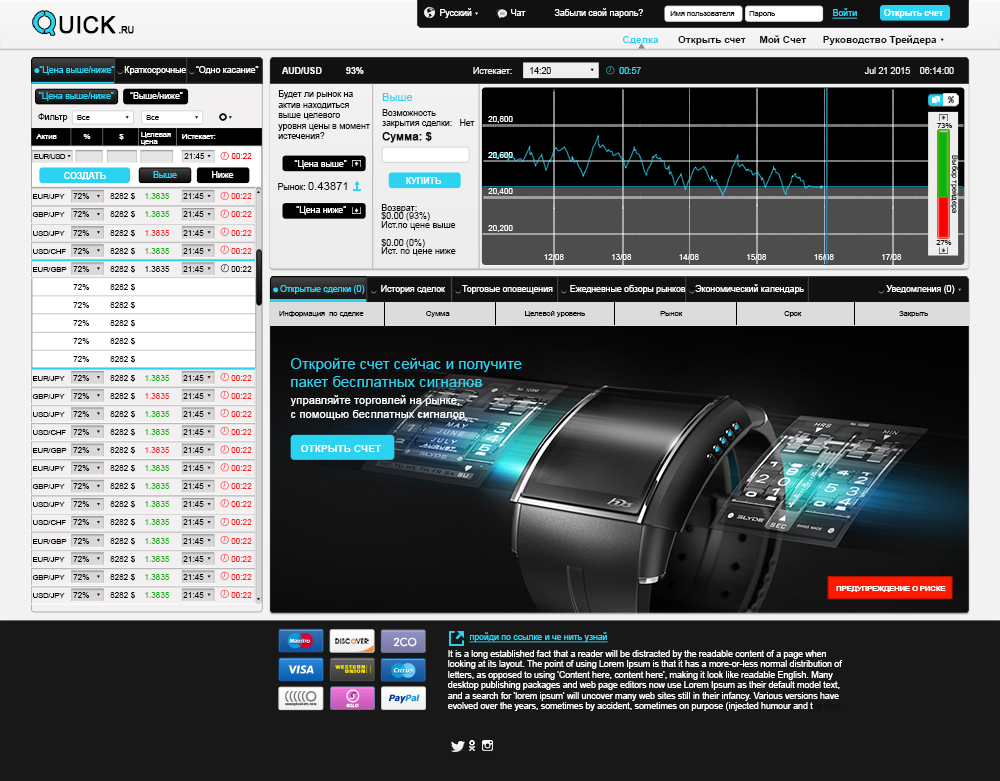 QUICK.RU
Русский
Чат
Забыли свой пароль?
Имя пользователя
Пароль
Войти
Открыть счет
Сделка
Открыть счет
Мой Счет
Руководство Трейдера
"Цена выше/ниже"
Краткосрочные
"Одно касание"
"Цена выше/ниже"
"Выше/ниже"
Фильтр
Все
Все
Актив % $ Целевая цена Истекает:
EUR/USD 21:45 00:22
СОЗДАТЬ
Выше
Ниже
EUR/JPY 72% 8282 $ 1.3835 21:45 00:22
GBP/JPY 72% 8282 $ 1.3835 21:45 00:22
USD/JPY 72% 8282 $ 1.3835 21:45 00:22
USD/CHF 72% 8282 $ 1.3835 21:45 00:22
EUR/GBP 72% 8282 $ 1.3835 21:45 00:22
72% 8282 $
72% 8282 $
72% 8282 $
72% 8282 $
72% 8282 $
EUR/JPY 72% 8282 $ 1.3835 21:45 00:22
GBP/JPY 72% 8282 $ 1.3835 21:45 00:22
USD/JPY 72% 8282 $ 1.3835 21:45 00:22
USD/CHF 72% 8282 $ 1.3835 21:45 00:22
EUR/GBP 72% 8282 $ 1.3835 21:45 00:22
EUR/JPY 72% 8282 $ 1.3835 21:45 00:22
GBP/JPY 72% 8282 $ 1.3835 21:45 00:22
USD/JPY 72% 8282 $ 1.3835 21:45 00:22
USD/CHF 72% 8282 $ 1.3835 21:45 00:22
EUR/GBP 72% 8282 $ 1.3835 21:45 00:22
EUR/JPY 72% 8282 $ 1.3835 21:45 00:22
GBP/JPY 72% 8282 $ 1.3835 21:45 00:22
USD/JPY 72% 8282 $ 1.3835 21:45 00:22
AUD/USD 93% Истекает: 14:20 00:57 Jul 21 2015 06:14:00
Будет ли рынок на
актив находиться
выше целевого
уровня цены в момент
истечения?
"Цена выше"
Рынок: 0.43871
"Цена ниже"
Выше
Возможность
закрытия сделки: Нет
Сумма: $
КУПИТЬ
Возврат:
$0.00 (93%)
Ист.по цене выше
$0.00 (0%)
Ист. по цене ниже
20,800
20,600
20,400
20,200
12/08 13/08 14/08 15/08 16/08 17/08
%
73%
Выбор трейдера
27%
Открытые сделки (0)
История сделок
Торговые оповещения
Ежедневные обзоры рынков
Экономический календарь
Уведомления (0)
Информация по сделке
Сумма
Целевой уровень
Рынок
Срок
Закрыть
Откройте счет сейчас и получите
пакет бесплатных сигналов
управляйте торговлей на рынке,
с помощью бесплатных сигналов
ОТКРЫТЬ СЧЕТ
MAY
JUNE
JULY
AUGUST
SLYDE
HRS
MIN
SLYDE
SEC
ПРЕДУПРЕЖДЕНИЕ О РИСКЕ
Maestro
DISCOVER
2CO
VISA
WESTERN UNION
Cirrus
moneybookers.com
SOLO
PayPal
пройди по ссылке и че нить узнай
It is a long established fact that a reader will be distracted by the readable content of a page when
looking at its layout. The point of using Lorem Ipsum is that it has a more-or-less normal distribution of
letters, as opposed to using 'Content here, content here', making it look like readable English. Many
desktop publishing packages and web page editors now use Lorem Ipsum as their default model text,
and a search for 'lorem ipsum' will uncover many web sites still in their infancy. Various versions have
evolved over the years, sometimes by accident, sometimes on purpose (injected humour and t